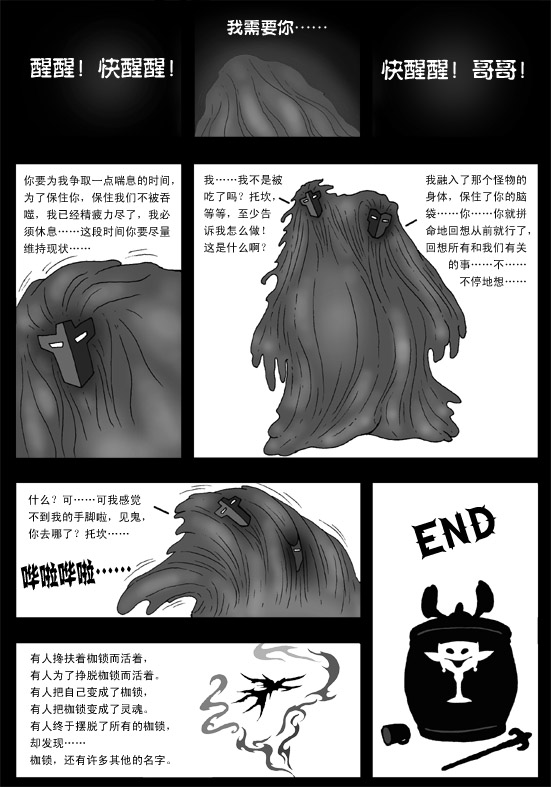 醒醒！快醒醒！
我需要你……
快醒醒！哥哥！
你要为我争取一点喘息的时间，
为了保住你，保住我们不被吞
噬，我已经精疲力尽了，我必
须休息……这段时间你要尽量
维持现状……
我……我不是被
吃了吗？托坎，
等等，至少告
诉我怎么做！
这是什么啊？
我融入了那个怪物的
身体，保住了你的脑
袋……你……你就拼
命地回想从前就行了，
回想所有和我们有关
的事……不……
不停地想……
什么？可……可我感觉
不到我的手脚啦，见鬼，
你去哪了？托坎……
哗啦哗啦……
END
有人搀扶着枷锁而活着，
有人为了挣脱枷锁而活着。
有人把自己变成了枷锁，
有人把枷锁变成了灵魂。
有人终于摆脱了所有的枷锁，
却发现……
枷锁，还有许多其他的名字。